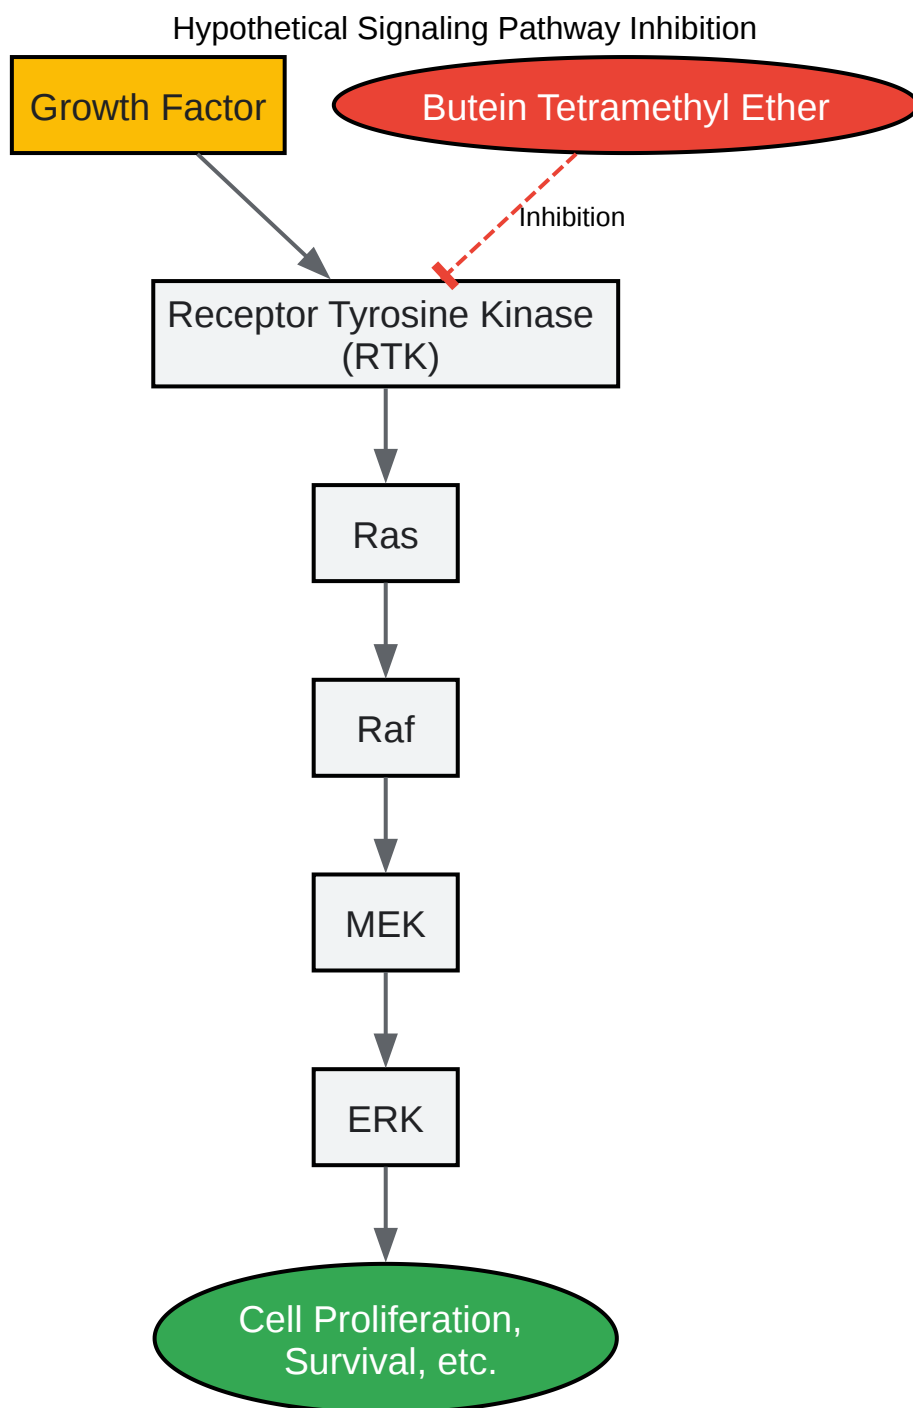 Hypothetical Signaling Pathway Inhibition
Growth Factor
Butein Tetramethyl Ether
Inhibition
Receptor Tyrosine Kinase
(RTK)
Ras
Raf
MEK
ERK
Cell Proliferation,
Survival, etc.